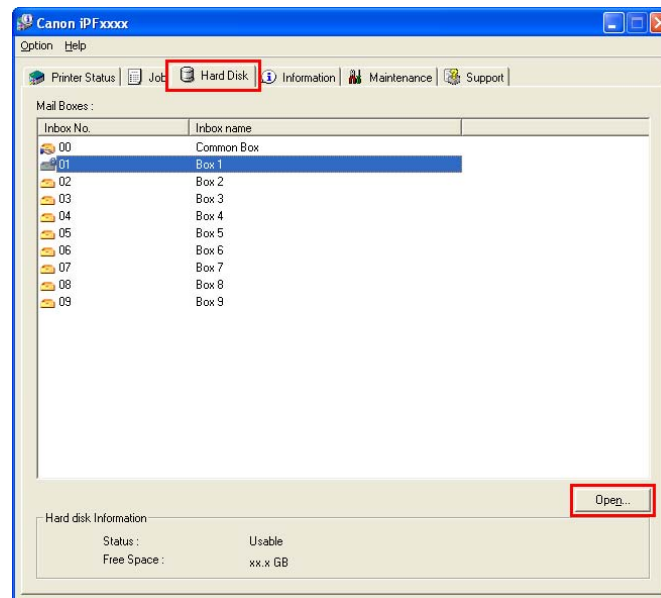 Canon iPFxxxx
Option Help
Printer Status Job Hard Disk Information Maintenance Support
Mail Boxes :
Inbox No. Inbox name
00 Common Box
01 Box 1
02 Box 2
03 Box 3
04 Box 4
05 Box 5
06 Box 6
07 Box 7
08 Box 8
09 Box 9
Open...
Hard disk Information
Status : Usable
Free Space : xx.x GB